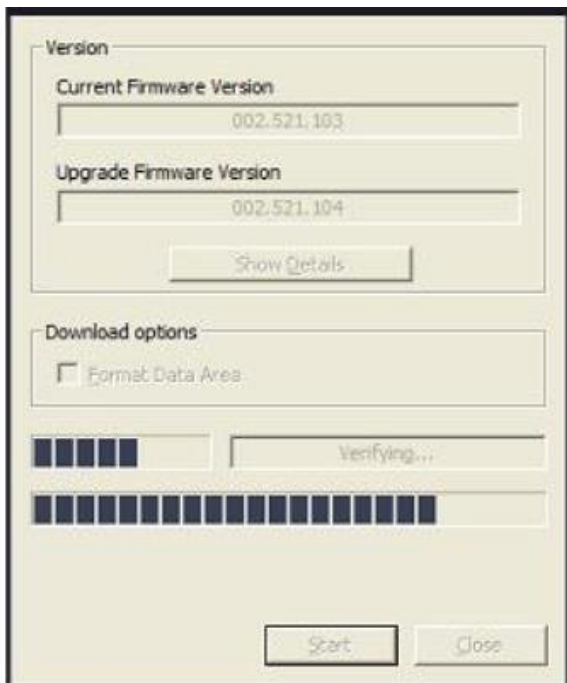 Version
Current Firmware Version
002.521.103
Upgrade Firmware Version
002.521.104
Show Details
Download options
Format Data Area
Verifying...
Start
Close